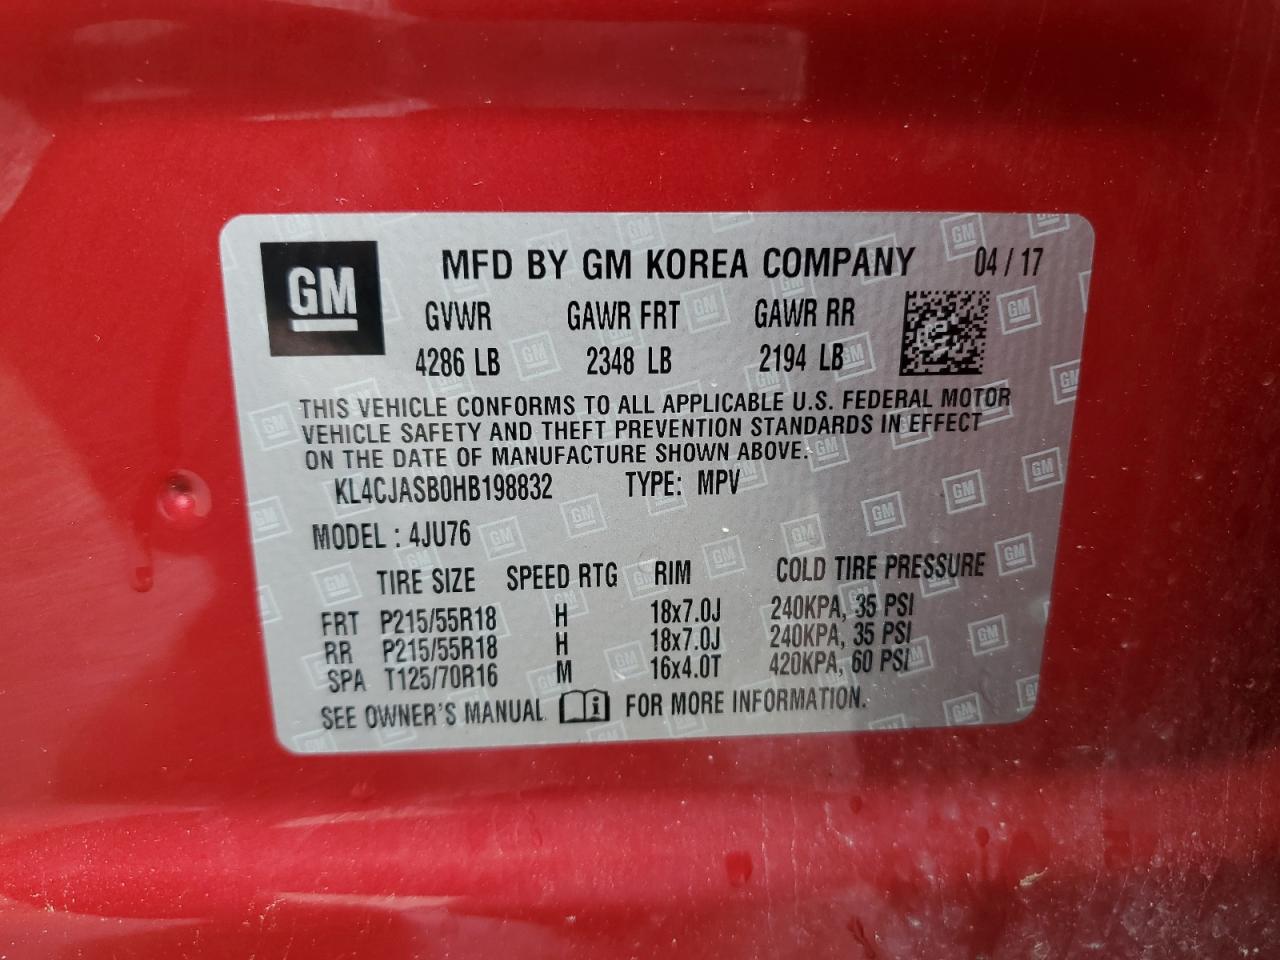 GM MFD BY GM KOREA COMPANY 04 / 17
GVWR GAWR FRT GAWR RR
4286 LB 2348 LB 2194 LB
THIS VEHICLE CONFORMS TO ALL APPLICABLE U.S. FEDERAL MOTOR
VEHICLE SAFETY AND THEFT PREVENTION STANDARDS IN EFFECT
ON THE DATE OF MANUFACTURE SHOWN ABOVE.
KL4CJASB0HB198832 TYPE: MPV
MODEL : 4JU76
TIRE SIZE SPEED RTG RIM COLD TIRE PRESSURE
FRT P215/55R18 H 18x7.0J 240KPA, 35 PSI
RR P215/55R18 H 18x7.0J 240KPA, 35 PSI
SPA T125/70R16 M 16x4.0T 420KPA, 60 PSI
SEE OWNER'S MANUAL i FOR MORE INFORMATION.